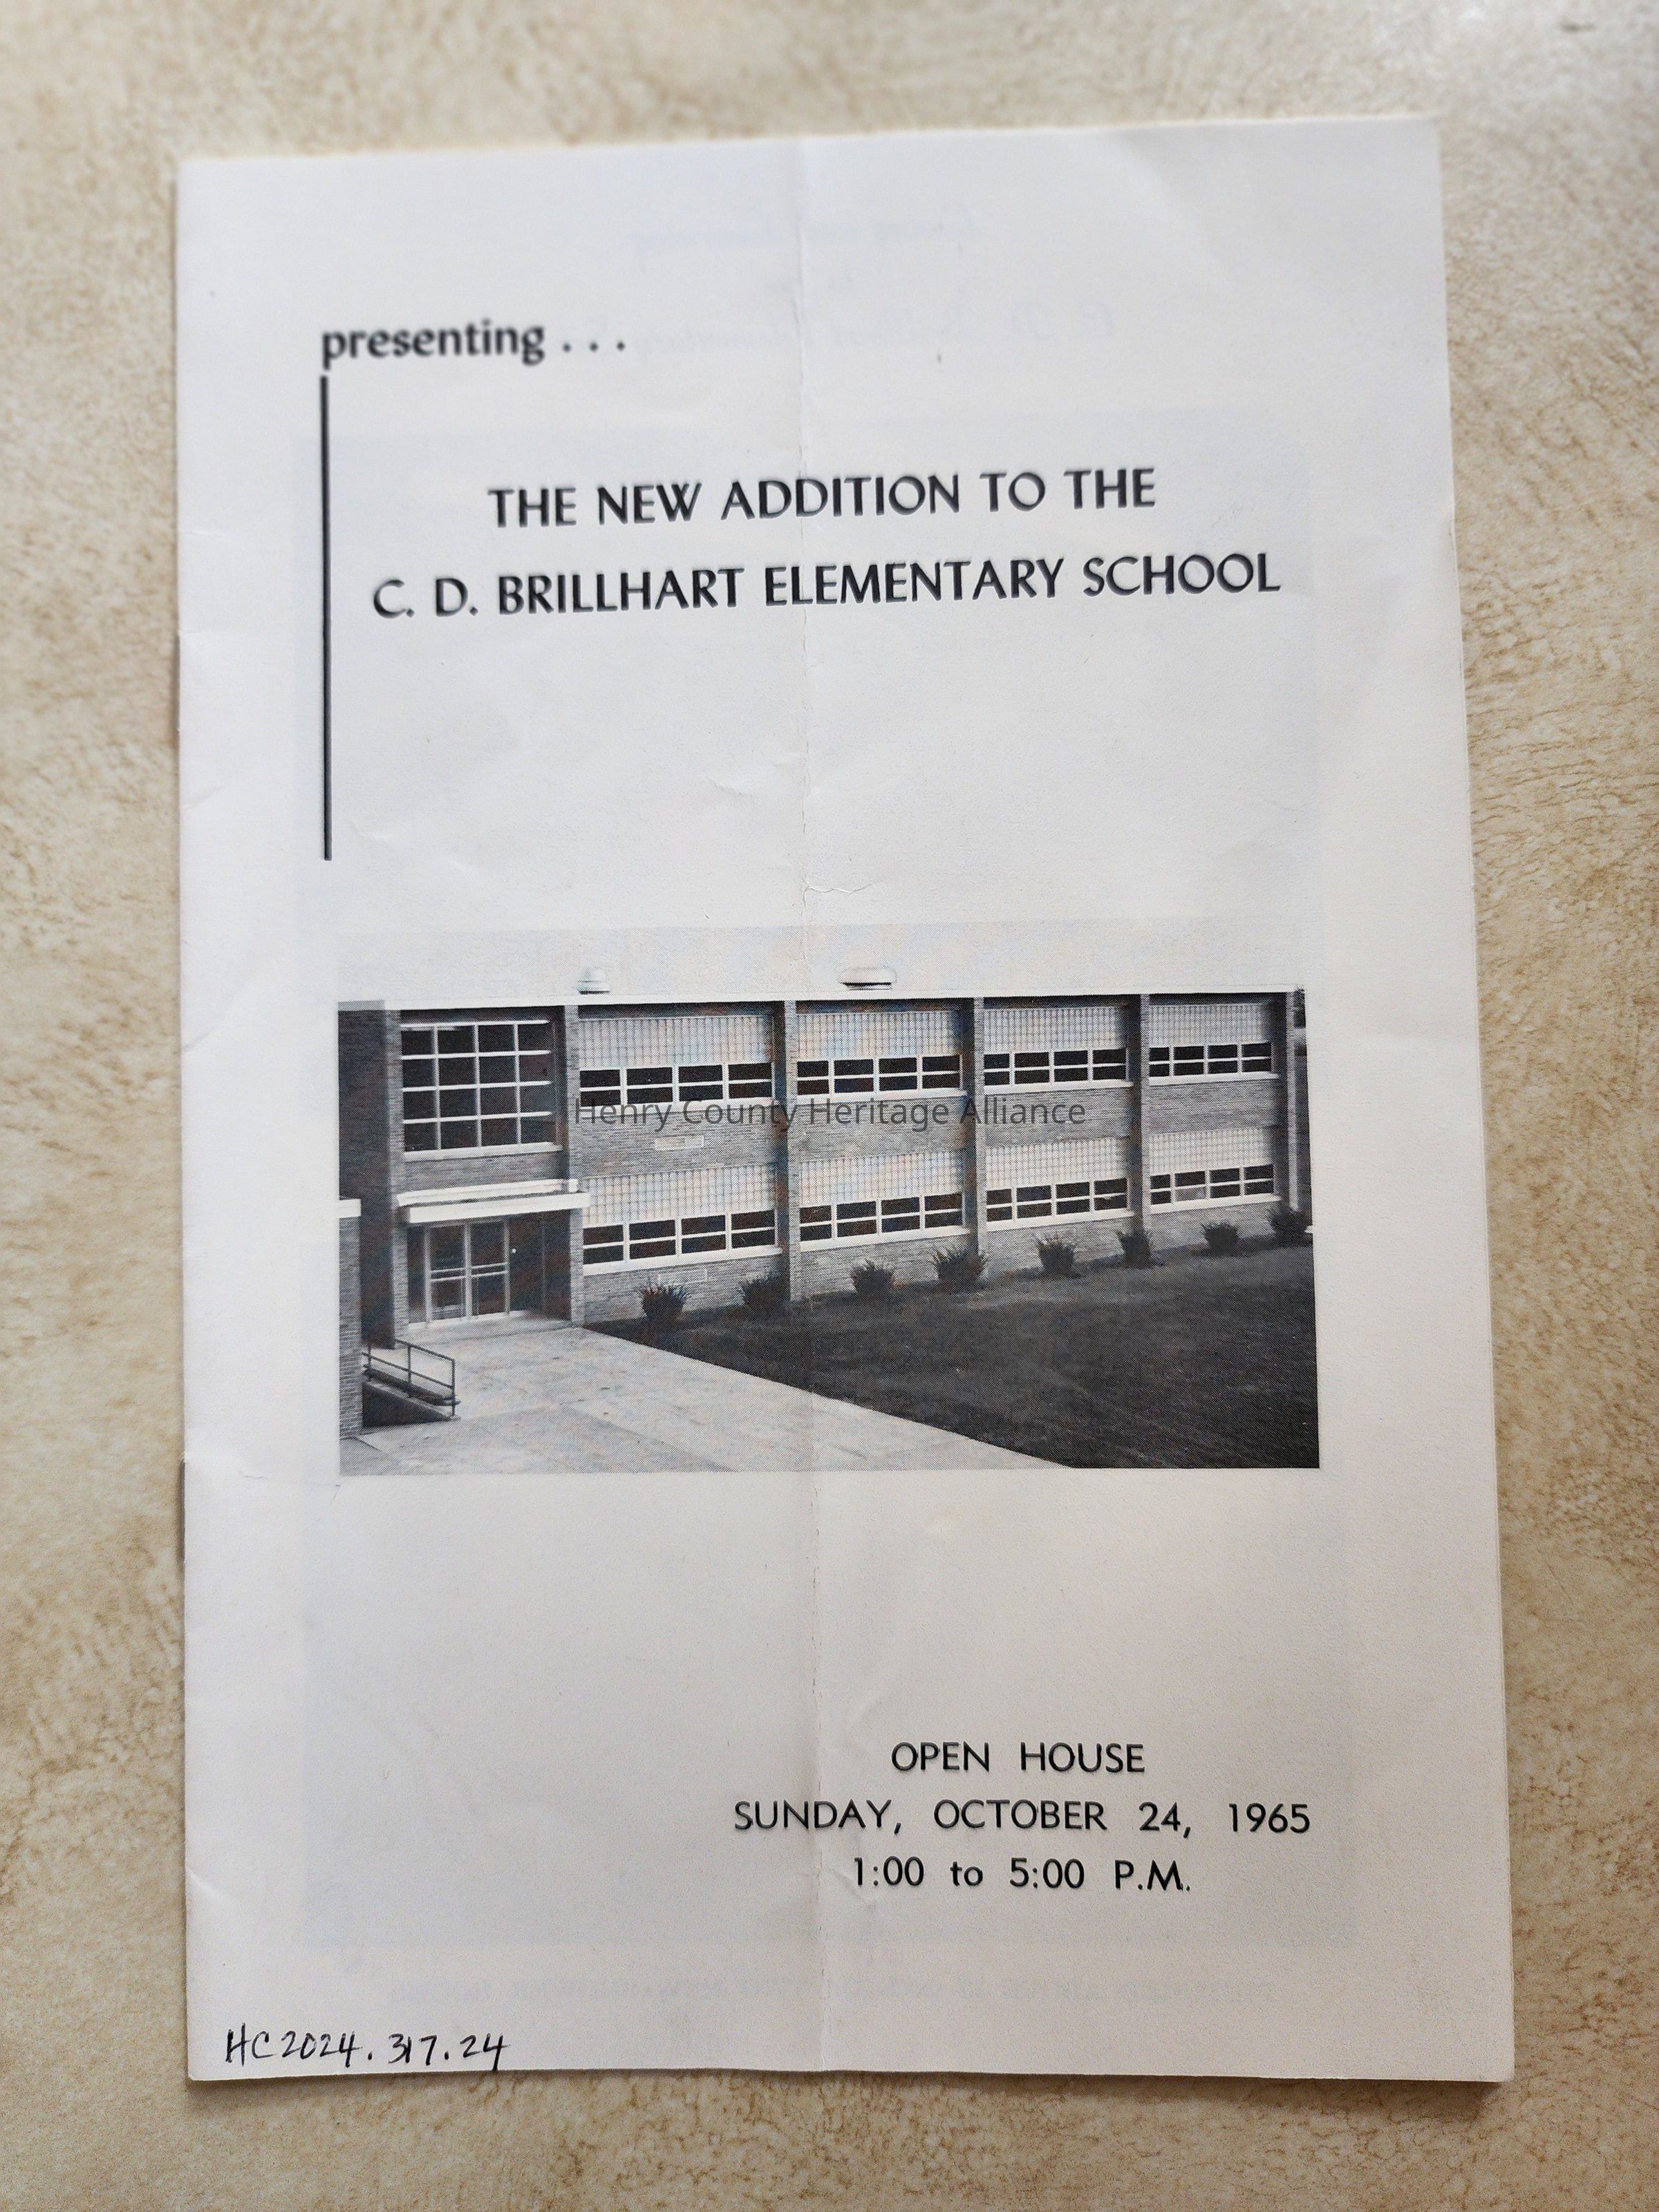 presenting . . .
THE NEW ADDITION TO THE
C. D. BRILLHART ELEMENTARY SCHOOL
Henry County Heritage Alliance
OPEN HOUSE
SUNDAY, OCTOBER 24, 1965
1:00 to 5:00 P.M.
HC2024.317.24